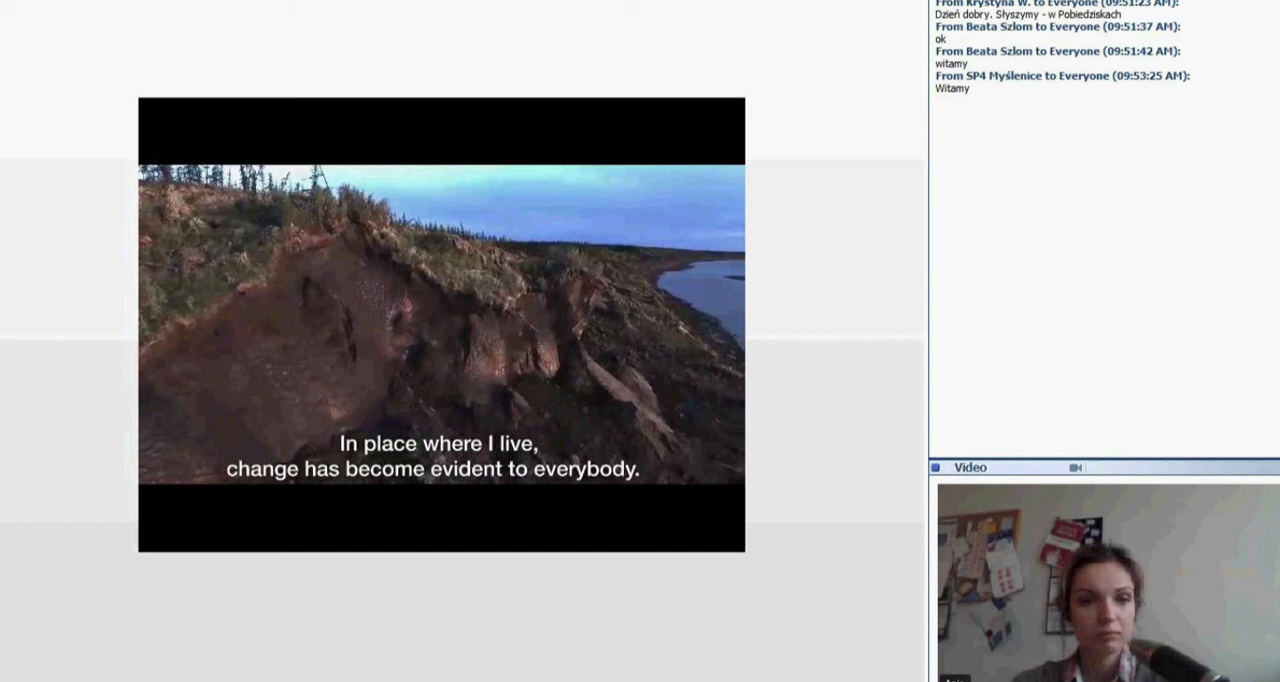 From Krystyna W. to Everyone (09:51:23 AM):
Dzień dobry. Słyszymy - w Pobiedziskach
From Beata Szlom to Everyone (09:51:37 AM):
ok
From Beata Szlom to Everyone (09:51:42 AM):
witamy
From SP4 Myślenice to Everyone (09:53:25 AM):
Witamy
In place where I live,
change has become evident to everybody.
Video